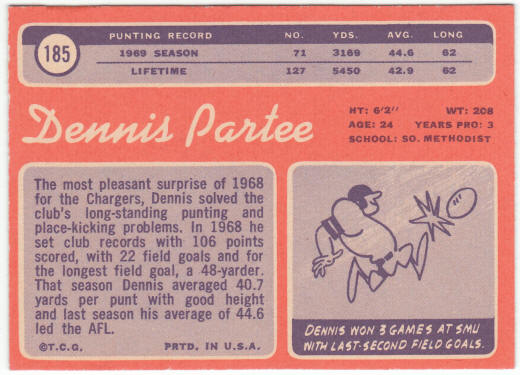 185
PUNTING RECORD NO. YDS. AVG. LONG
1969 SEASON 71 3169 44.6 62
LIFETIME 127 5450 42.9 62
Dennis Partee
HT: 6'2" WT: 208
AGE: 24 YEARS PRO: 3
SCHOOL: SO. METHODIST
The most pleasant surprise of 1968
for the Chargers, Dennis solved the
club's long-standing punting and
place-kicking problems. In 1968 he
set club records with 106 points
scored, with 22 field goals and for
the longest field goal, a 48-yarder.
That season Dennis averaged 40.7
yards per punt with good height
and last season his average of 44.6
led the AFL.
©T.C.G. PRTD. IN U.S.A.
DENNIS WON 3 GAMES AT SMU
WITH LAST-SECOND FIELD GOALS.